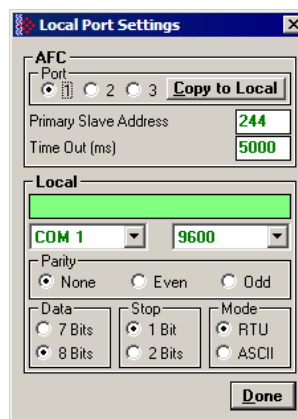 Local Port Settings
AFC
Port
1 2 3 Copy to Local
Primary Slave Address 244
Time Out (ms) 5000
Local
COM 1 9600
Parity
None Even Odd
Data Stop Mode
7 Bits 1 Bit RTU
8 Bits 2 Bits ASCII
Done